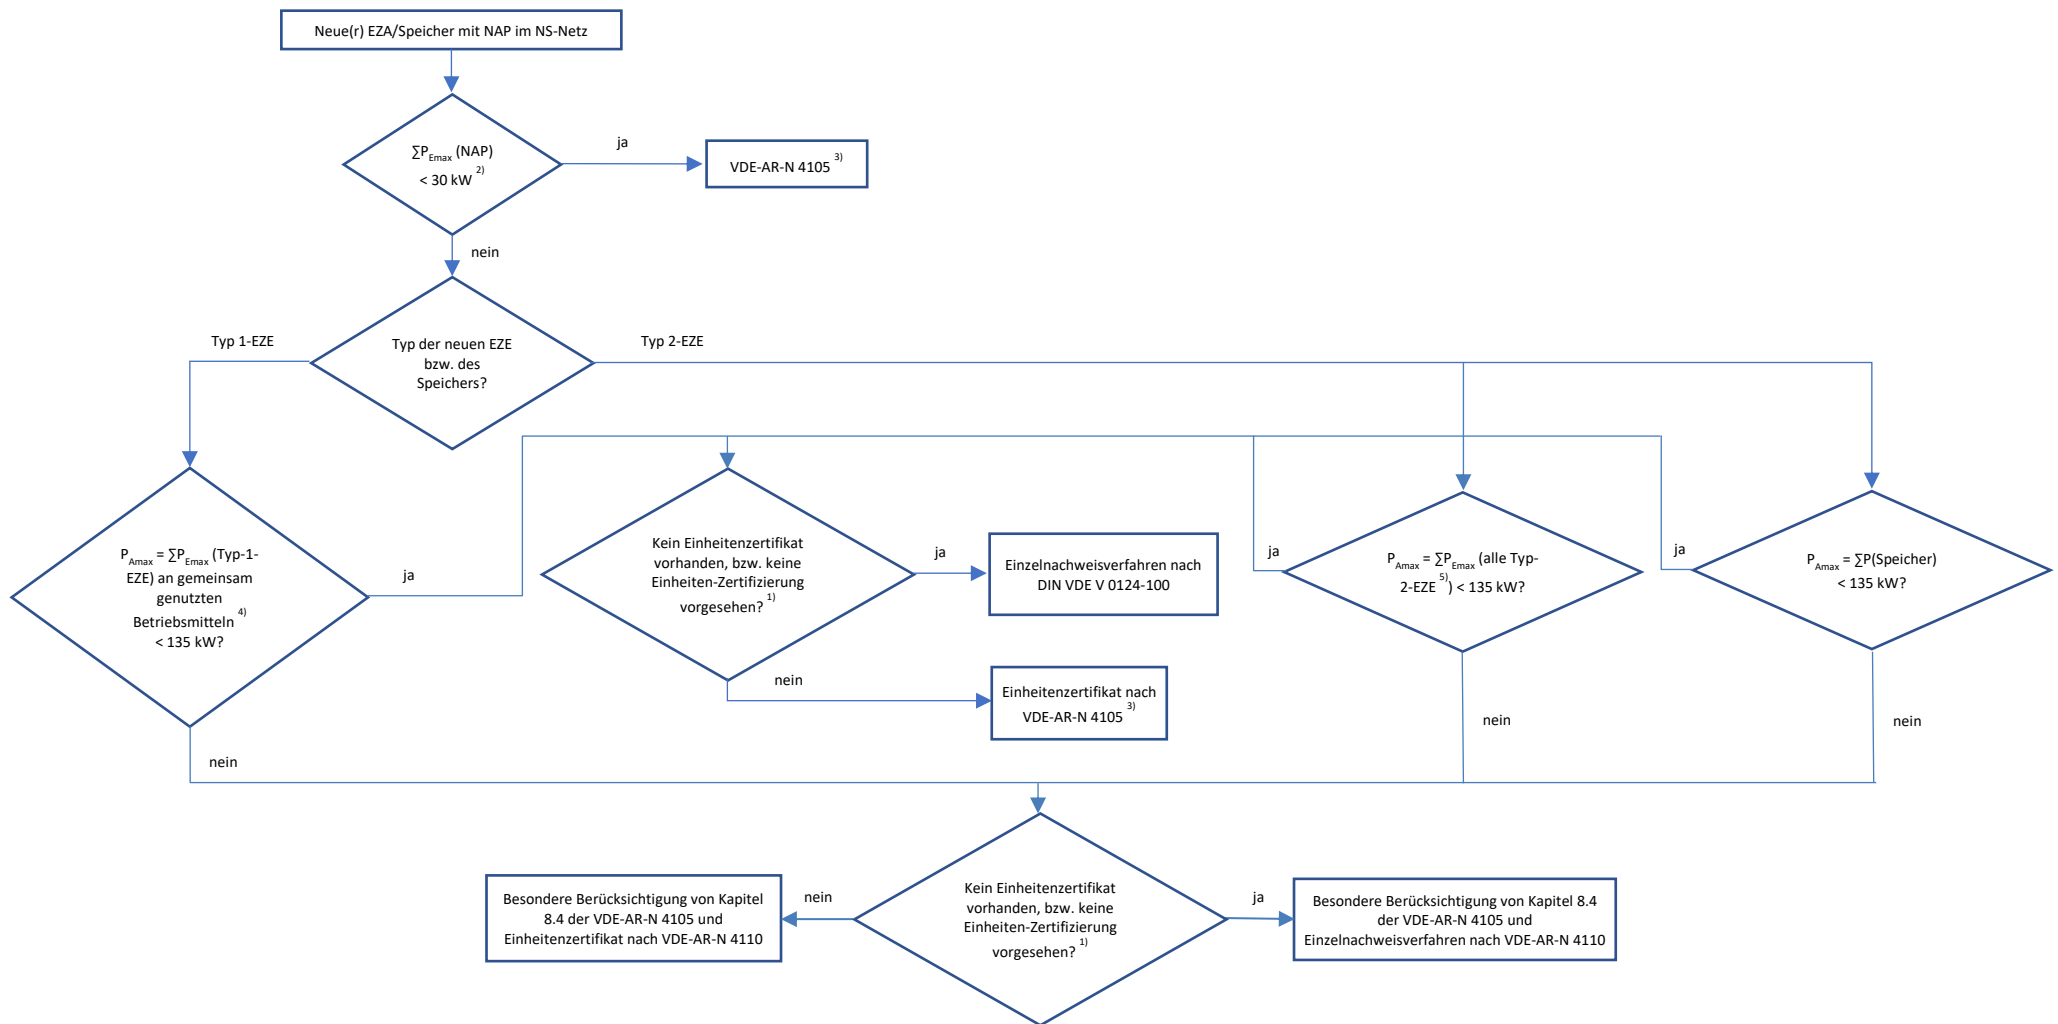 Neue(r) EZA/Speicher mit NAP im NS-Netz
∑P_Emax (NAP)
< 30 kW 2)
ja
VDE-AR-N 4105 3)
nein
Typ 1-EZE
Typ der neuen EZE
bzw. des
Speichers?
Typ 2-EZE
P_Amax = ∑P_Emax (Typ-1-
EZE) an gemeinsam
genutzten
Betriebsmitteln 4)
< 135 kW?
ja
Kein Einheitenzertifikat
vorhanden, bzw. keine
Einheiten-Zertifizierung
vorgesehen? 1)
ja
Einzelnachweisverfahren nach
DIN VDE V 0124-100
nein
Einheitenzertifikat nach
VDE-AR-N 4105 3)
ja
P_Amax = ∑P_Emax (alle Typ-
2-EZE 5)) < 135 kW?
ja
P_Amax = ∑P(Speicher)
< 135 kW?
nein
nein
nein
Besondere Berücksichtigung von Kapitel
8.4 der VDE-AR-N 4105 und
Einheitenzertifikat nach VDE-AR-N 4110
nein
Kein Einheitenzertifikat
vorhanden, bzw. keine
Einheiten-Zertifizierung
vorgesehen? 1)
ja
Besondere Berücksichtigung von Kapitel 8.4
der VDE-AR-N 4105 und
Einzelnachweisverfahren nach VDE-AR-N 4110